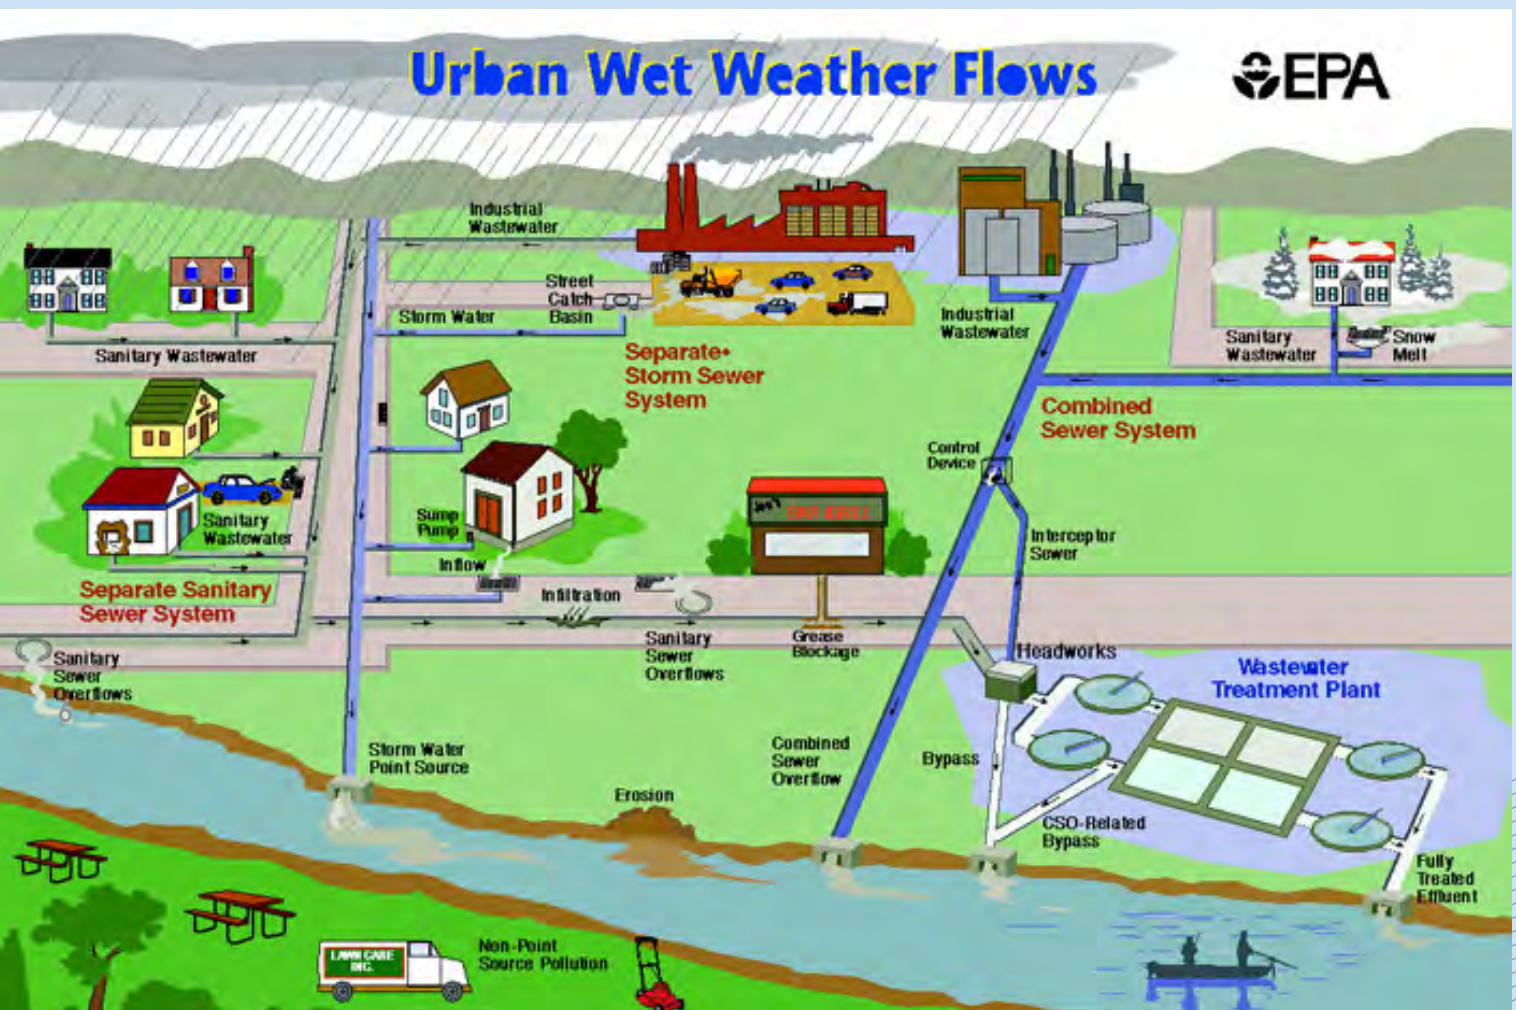 Urban Wet Weather Flows
EPA
Industrial
Wastewater
Street
Catch
Basin
Storm Water
Industrial
Wastewater
Sanitary
Wastewater
Snow
Melt
Sanitary Wastewater
Separate•
Storm Sewer
System
Combined
Sewer System
Control
Device
Sump
Pump
Sanitary
Wastewater
BAR &GRILL
Interceptor
Sewer
Inflow
Infiltration
Separate Sanitary
Sewer System
Sanitary
Sewer
Overflows
Grease
Blockage
Headworks
Sanitary
Sewer
Overflows
Wastewater
Treatment Plant
Storm Water
Point Source
Combined
Sewer
Overflow
Bypass
Erosion
CSO-Related
Bypass
Fully
Treated
Effluent
LAWN CARE
INC.
Non-Point
Source Pollution